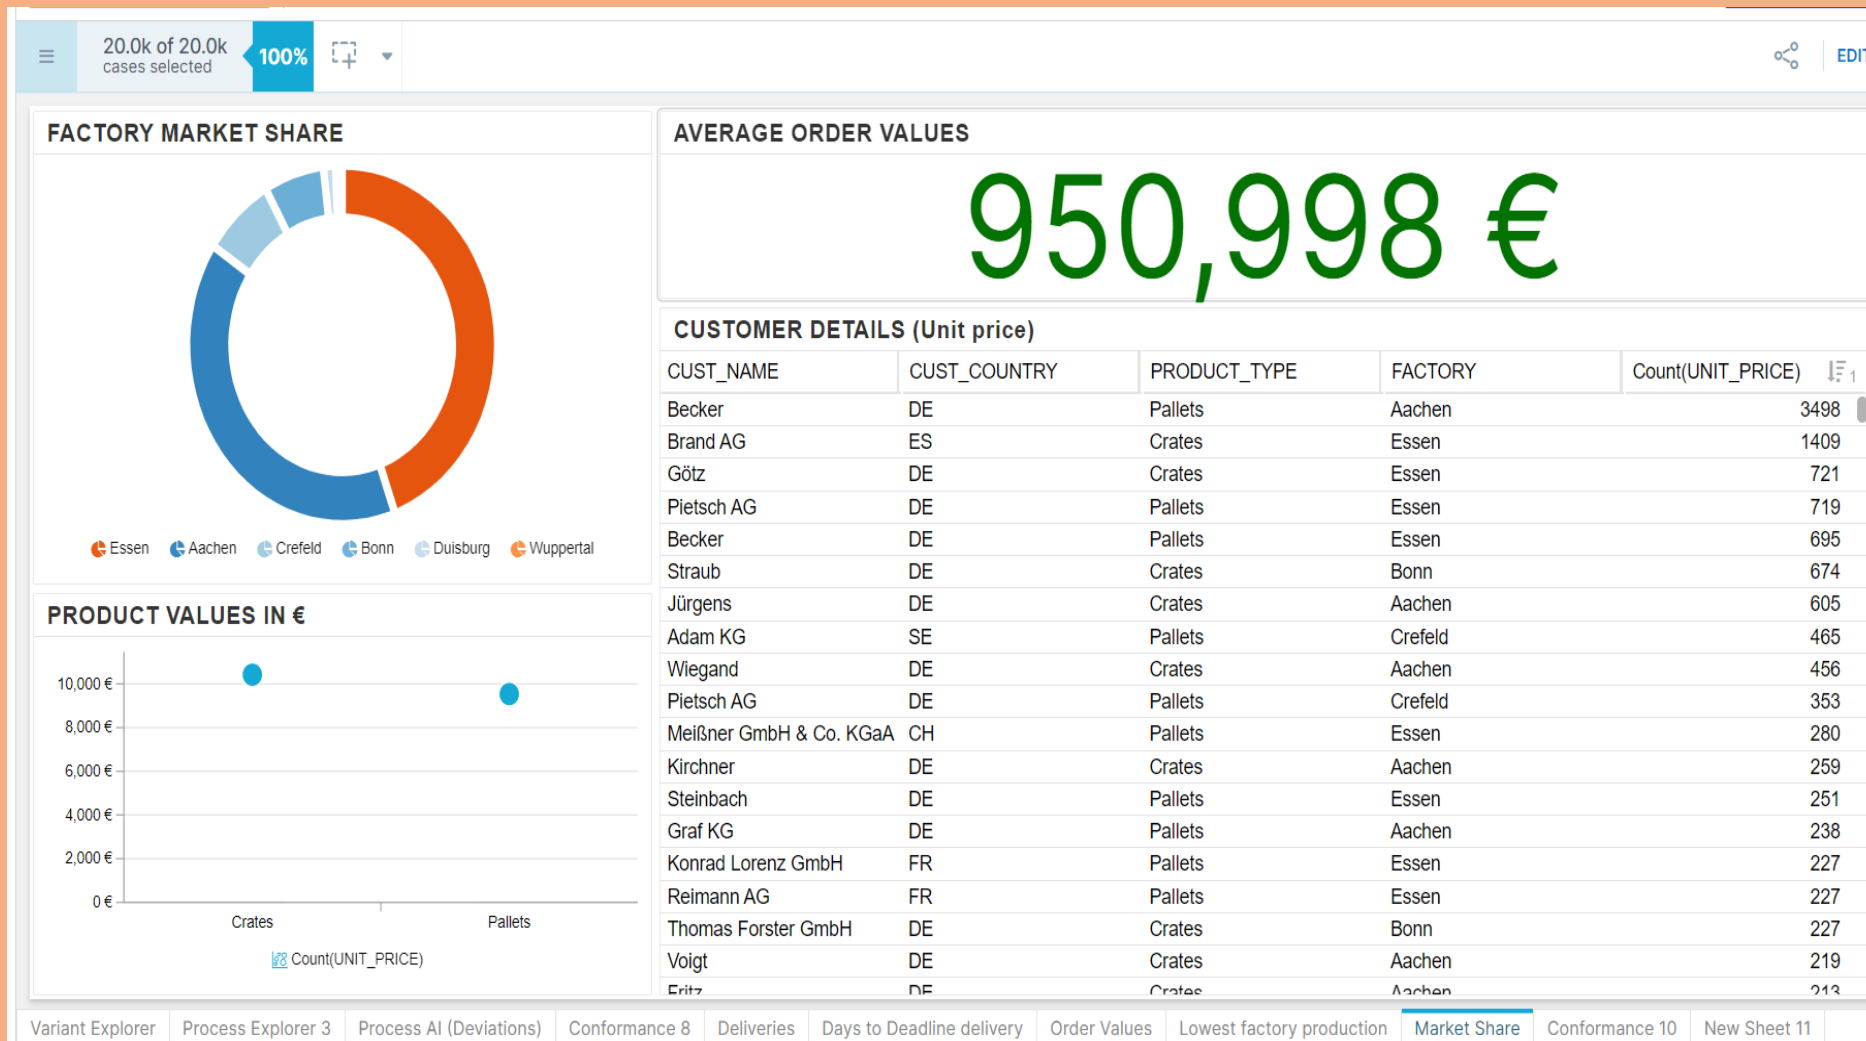 20.0k of 20.0k
cases selected
100%
EDIT
FACTORY MARKET SHARE
Essen Aachen Crefeld Bonn Duisburg Wuppertal
PRODUCT VALUES IN €
10,000 €
8,000 €
6,000 €
4,000 €
2,000 €
0 €
Crates Pallets
Count(UNIT_PRICE)
AVERAGE ORDER VALUES
950,998 €
CUSTOMER DETAILS (Unit price)
CUST_NAME CUST_COUNTRY PRODUCT_TYPE FACTORY Count(UNIT_PRICE) 1
Becker DE Pallets Aachen 3498
Brand AG ES Crates Essen 1409
Götz DE Crates Essen 721
Pietsch AG DE Pallets Essen 719
Becker DE Pallets Essen 695
Straub DE Crates Bonn 674
Jürgens DE Crates Aachen 605
Adam KG SE Pallets Crefeld 465
Wiegand DE Crates Aachen 456
Pietsch AG DE Pallets Crefeld 353
Meißner GmbH & Co. KGaA CH Pallets Essen 280
Kirchner DE Crates Aachen 259
Steinbach DE Pallets Essen 251
Graf KG DE Pallets Aachen 238
Konrad Lorenz GmbH FR Pallets Essen 227
Reimann AG FR Pallets Essen 227
Thomas Forster GmbH DE Crates Bonn 227
Voigt DE Crates Aachen 219
Fritz DE Crates Aachen 213
Variant Explorer Process Explorer 3 Process AI (Deviations) Conformance 8 Deliveries Days to Deadline delivery Order Values Lowest factory production Market Share Conformance 10 New Sheet 11